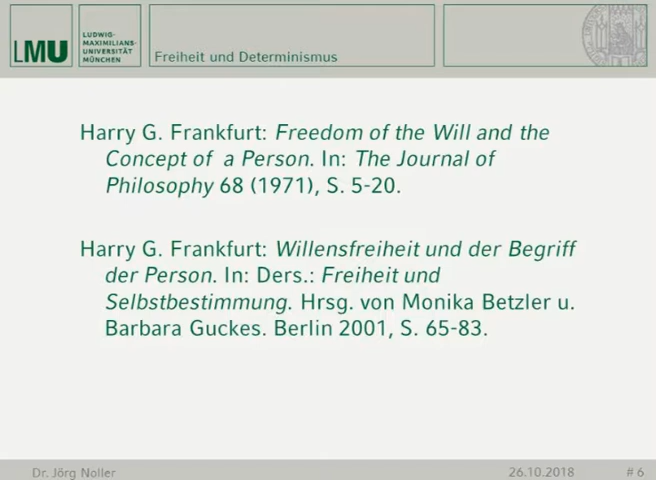 LMU
LUDWIG-
MAXIMILIANS-
UNIVERSITÄT
MÜNCHEN
Freiheit und Determinismus
Harry G. Frankfurt: Freedom of the Will and the
Concept of a Person. In: The Journal of
Philosophy 68 (1971), S. 5-20.
Harry G. Frankfurt: Willensfreiheit und der Begriff
der Person. In: Ders.: Freiheit und
Selbstbestimmung. Hrsg. von Monika Betzler u.
Barbara Guckes. Berlin 2001, S. 65-83.
Dr. Jörg Noller
26.10.2018
# 6